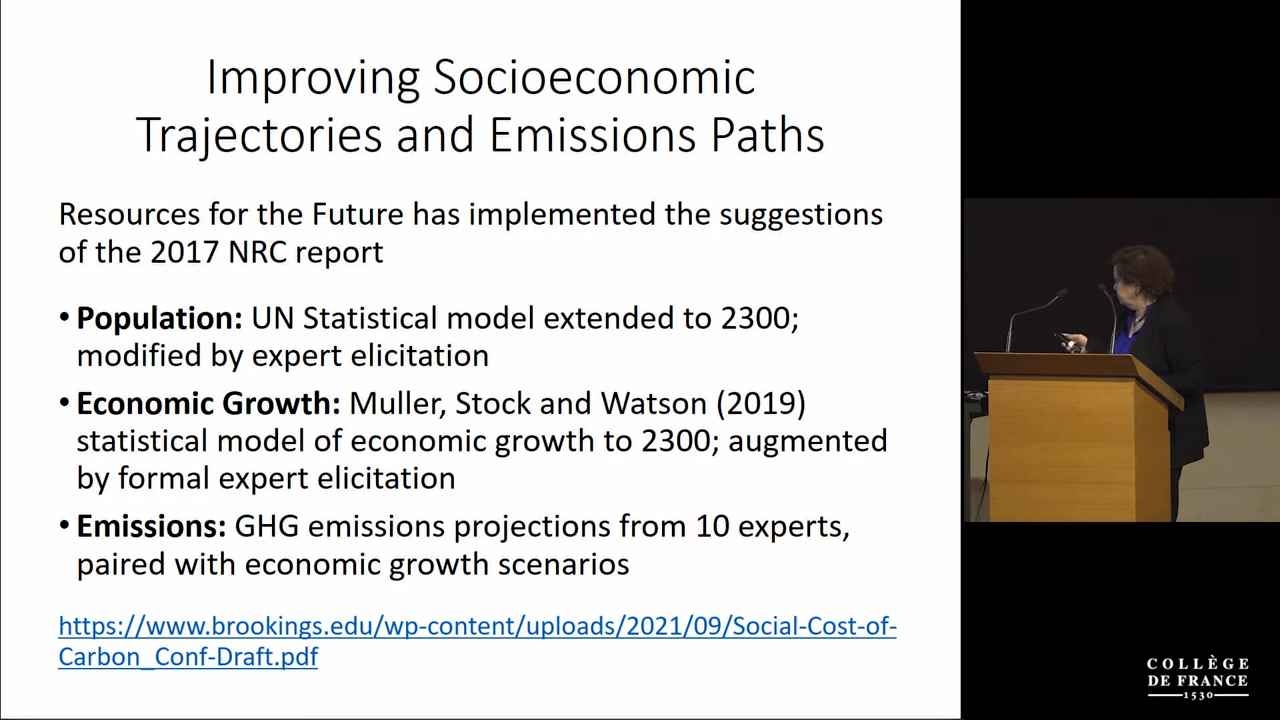 Improving Socioeconomic
Trajectories and Emissions Paths
Resources for the Future has implemented the suggestions
of the 2017 NRC report
• Population: UN Statistical model extended to 2300;
modified by expert elicitation
• Economic Growth: Muller, Stock and Watson (2019)
statistical model of economic growth to 2300; augmented
by formal expert elicitation
• Emissions: GHG emissions projections from 10 experts,
paired with economic growth scenarios
https://www.brookings.edu/wp-content/uploads/2021/09/Social-Cost-of-
Carbon_Conf-Draft.pdf
COLLÈGE
DE FRANCE
1530